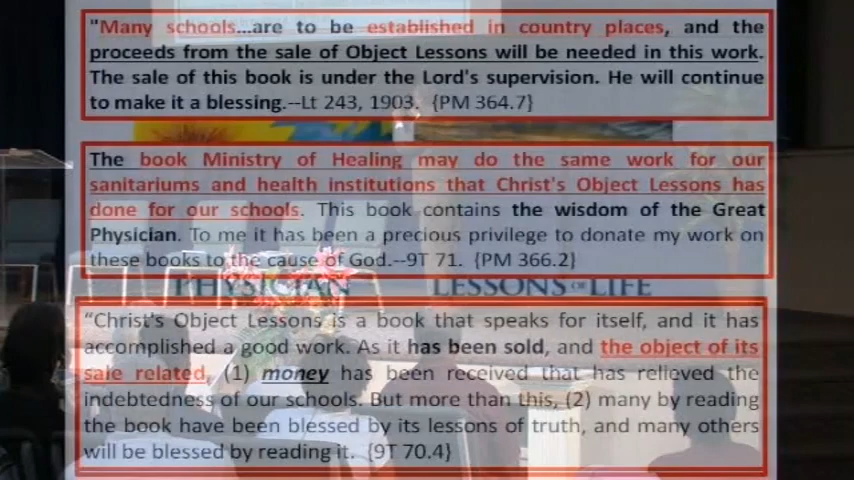 "Many schools...are to be established in country places, and the
proceeds from the sale of Object Lessons will be needed in this work.
The sale of this book is under the Lord's supervision. He will continue
to make it a blessing.--Lt 243, 1903. {PM 364.7}
The book Ministry of Healing may do the same work for our
sanitariums and health institutions that Christ's Object Lessons has
done for our schools. This book contains the wisdom of the Great
Physician. To me it has been a precious privilege to donate my work on
these books to the cause of God.--9T 71. {PM 366.2}
PHYSICIAN LESSONS OF LIFE
“Christ's Object Lessons is a book that speaks for itself, and it has
accomplished a good work. As it has been sold, and the object of its
sale related, (1) money has been received that has relieved the
indebtedness of our schools. But more than this, (2) many by reading
the book have been blessed by its lessons of truth, and many others
will be blessed by reading it. {9T 70.4}